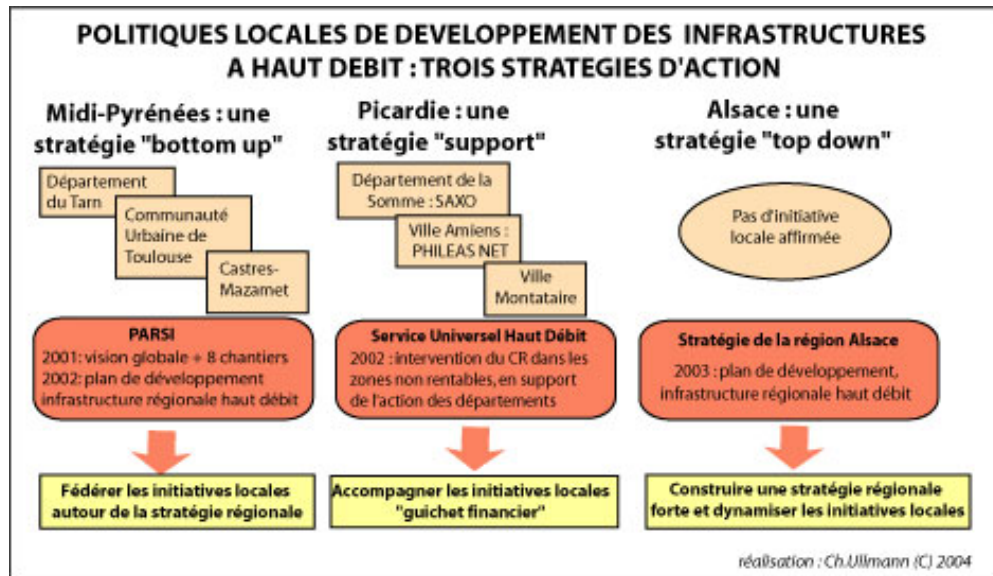 POLITIQUES LOCALES DE DEVELOPPEMENT DES INFRASTRUCTURES
A HAUT DEBIT : TROIS STRATEGIES D'ACTION
Midi-Pyrénées : une
stratégie "bottom up"
Département
du Tarn
Communauté
Urbaine de
Toulouse
Castres-
Mazamet
PARSI
2001: vision globale + 8 chantiers
2002: plan de développement
infrastructure régionale haut débit
Fédérer les initiatives locales
autour de la stratégie régionale
Picardie : une
stratégie "support"
Département de la
Somme : SAXO
Ville Amiens :
PHILEAS NET
Ville
Montataire
Service Universel Haut Débit
2002 : intervention du CR dans les
zones non rentables, en support
de l'action des départements
Accompagner les initiatives locales
"guichet financier"
Alsace : une
stratégie "top down"
Pas d'initiative
locale affirmée
Stratégie de la région Alsace
2003 : plan de développement,
infrastructure régionale haut débit
Construire une stratégie régionale
forte et dynamiser les initiatives locales
réalisation : Ch.Ullmann (C) 2004